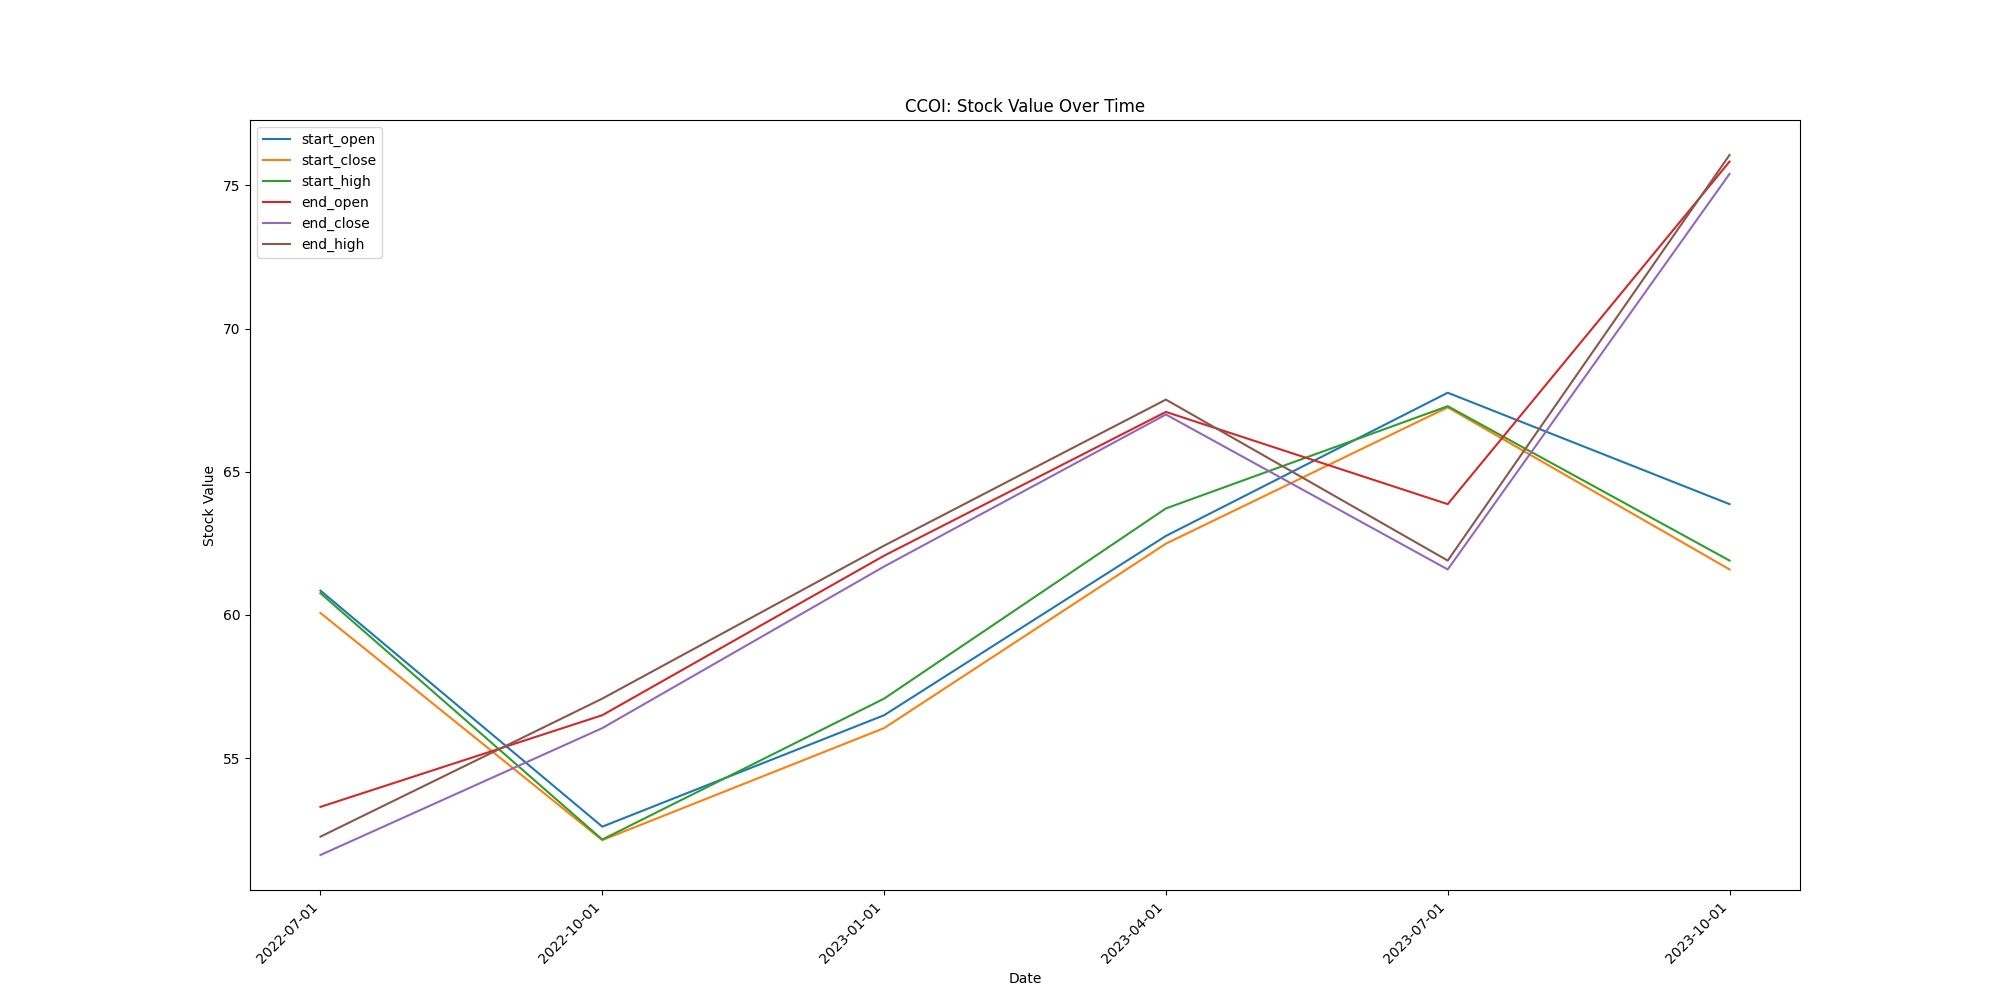 CCOI: Stock Value Over Time
start_open
start_close
start_high
end_open
end_close
end_high
75
70
65
60
55
Stock Value
2022-07-01
2022-10-01
2023-01-01
2023-04-01
2023-07-01
2023-10-01
Date